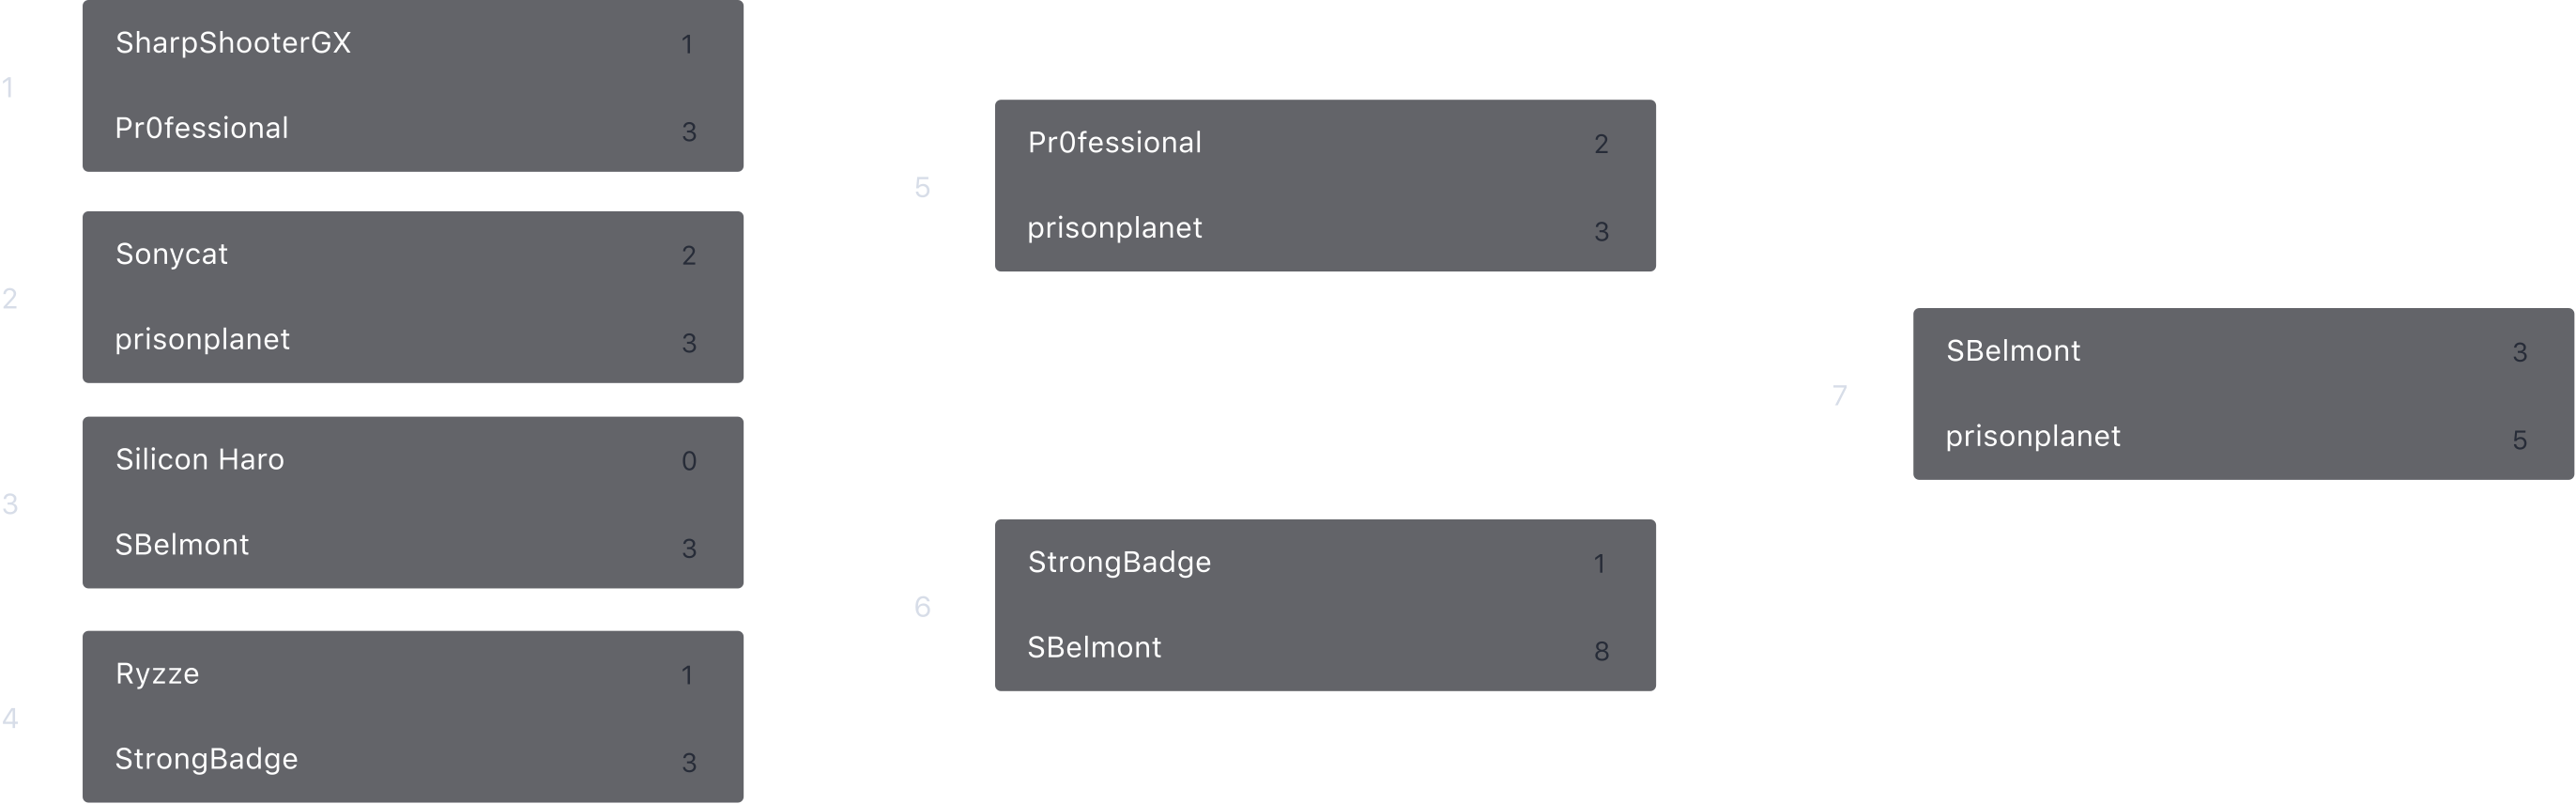 1
SharpShooterGX 1
Pr0fessional 3
2
Sonycat 2
prisonplanet 3
3
Silicon Haro 0
SBelmont 3
4
Ryzze 1
StrongBadge 3
5
Pr0fessional 2
prisonplanet 3
6
StrongBadge 1
SBelmont 8
7
SBelmont 3
prisonplanet 5